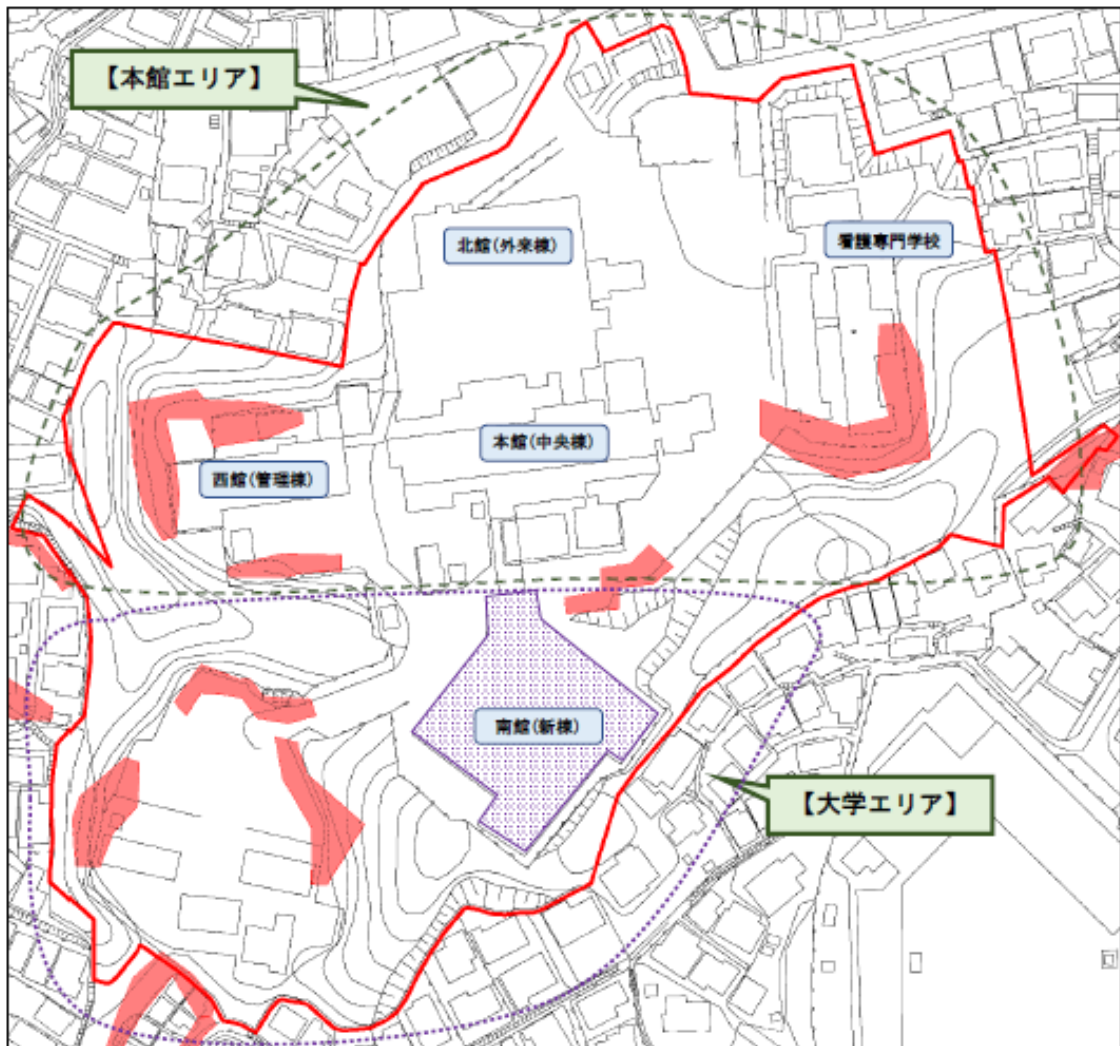 【本館エリア】
北館(外来棟)
看護専門学校
本館(中央棟)
西館(管理棟)
南館(新棟)
【大学エリア】